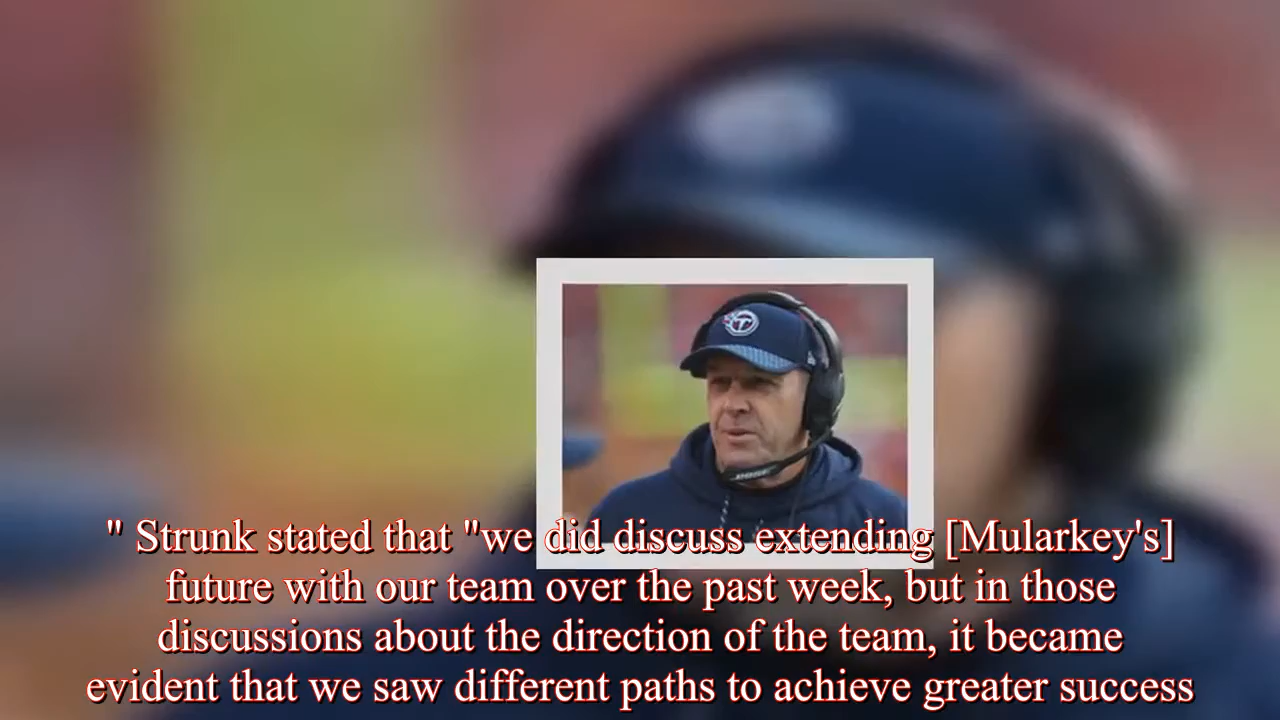 T
BOSE
" Strunk stated that "we did discuss extending [Mularkey's]
future with our team over the past week, but in those
discussions about the direction of the team, it became
evident that we saw different paths to achieve greater success